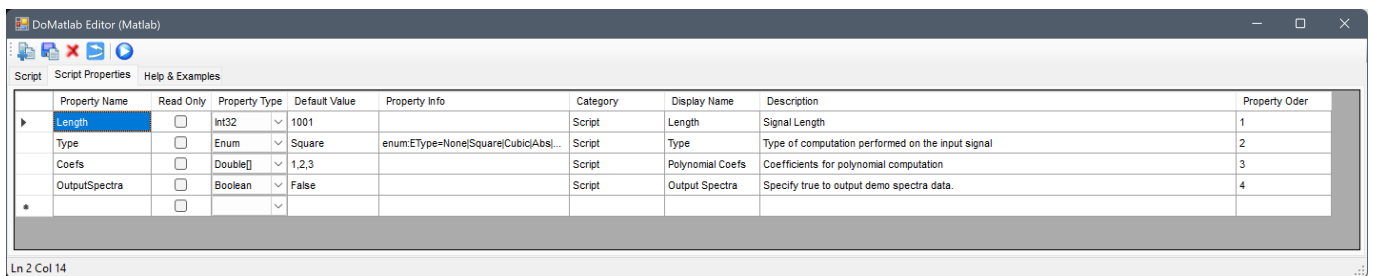 DoMatlab Editor (Matlab)
Script Script Properties Help & Examples
Property Name Read Only Property Type Default Value Property Info Category Display Name Description Property Oder
Length Int32 1001 Script Length Signal Length 1
Type Enum Square enum:EType=None|Square|Cubic|Abs|... Script Type Type of computation performed on the input signal 2
Coefs Double[] 1,2,3 Script Polynomial Coefs Coefficients for polynomial computation 3
OutputSpectra Boolean False Script Output Spectra Specify true to output demo spectra data. 4
Ln 2 Col 14